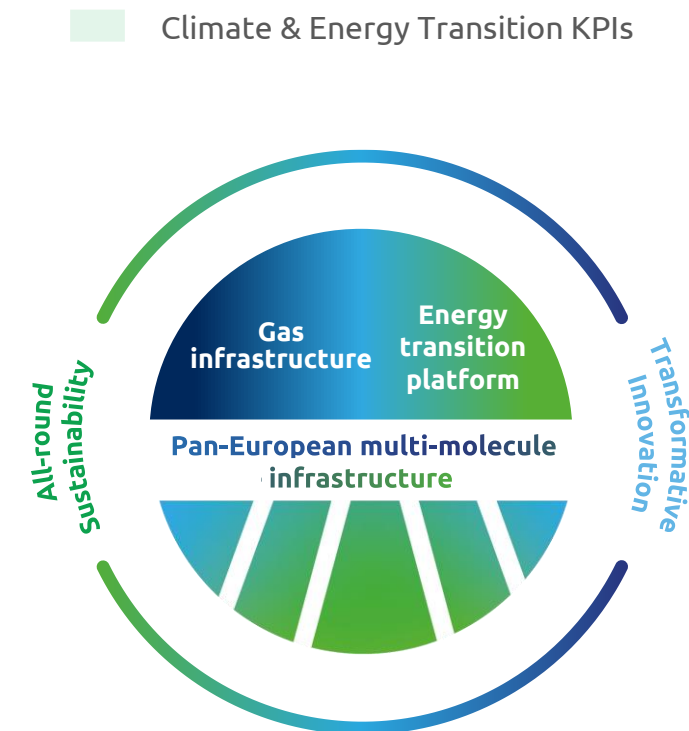 Climate & Energy Transition KPIs
Gas
infrastructure
Energy
transition
platform
All-round
Sustainability
Transformative
Innovation
Pan-European multi-molecule
infrastructure